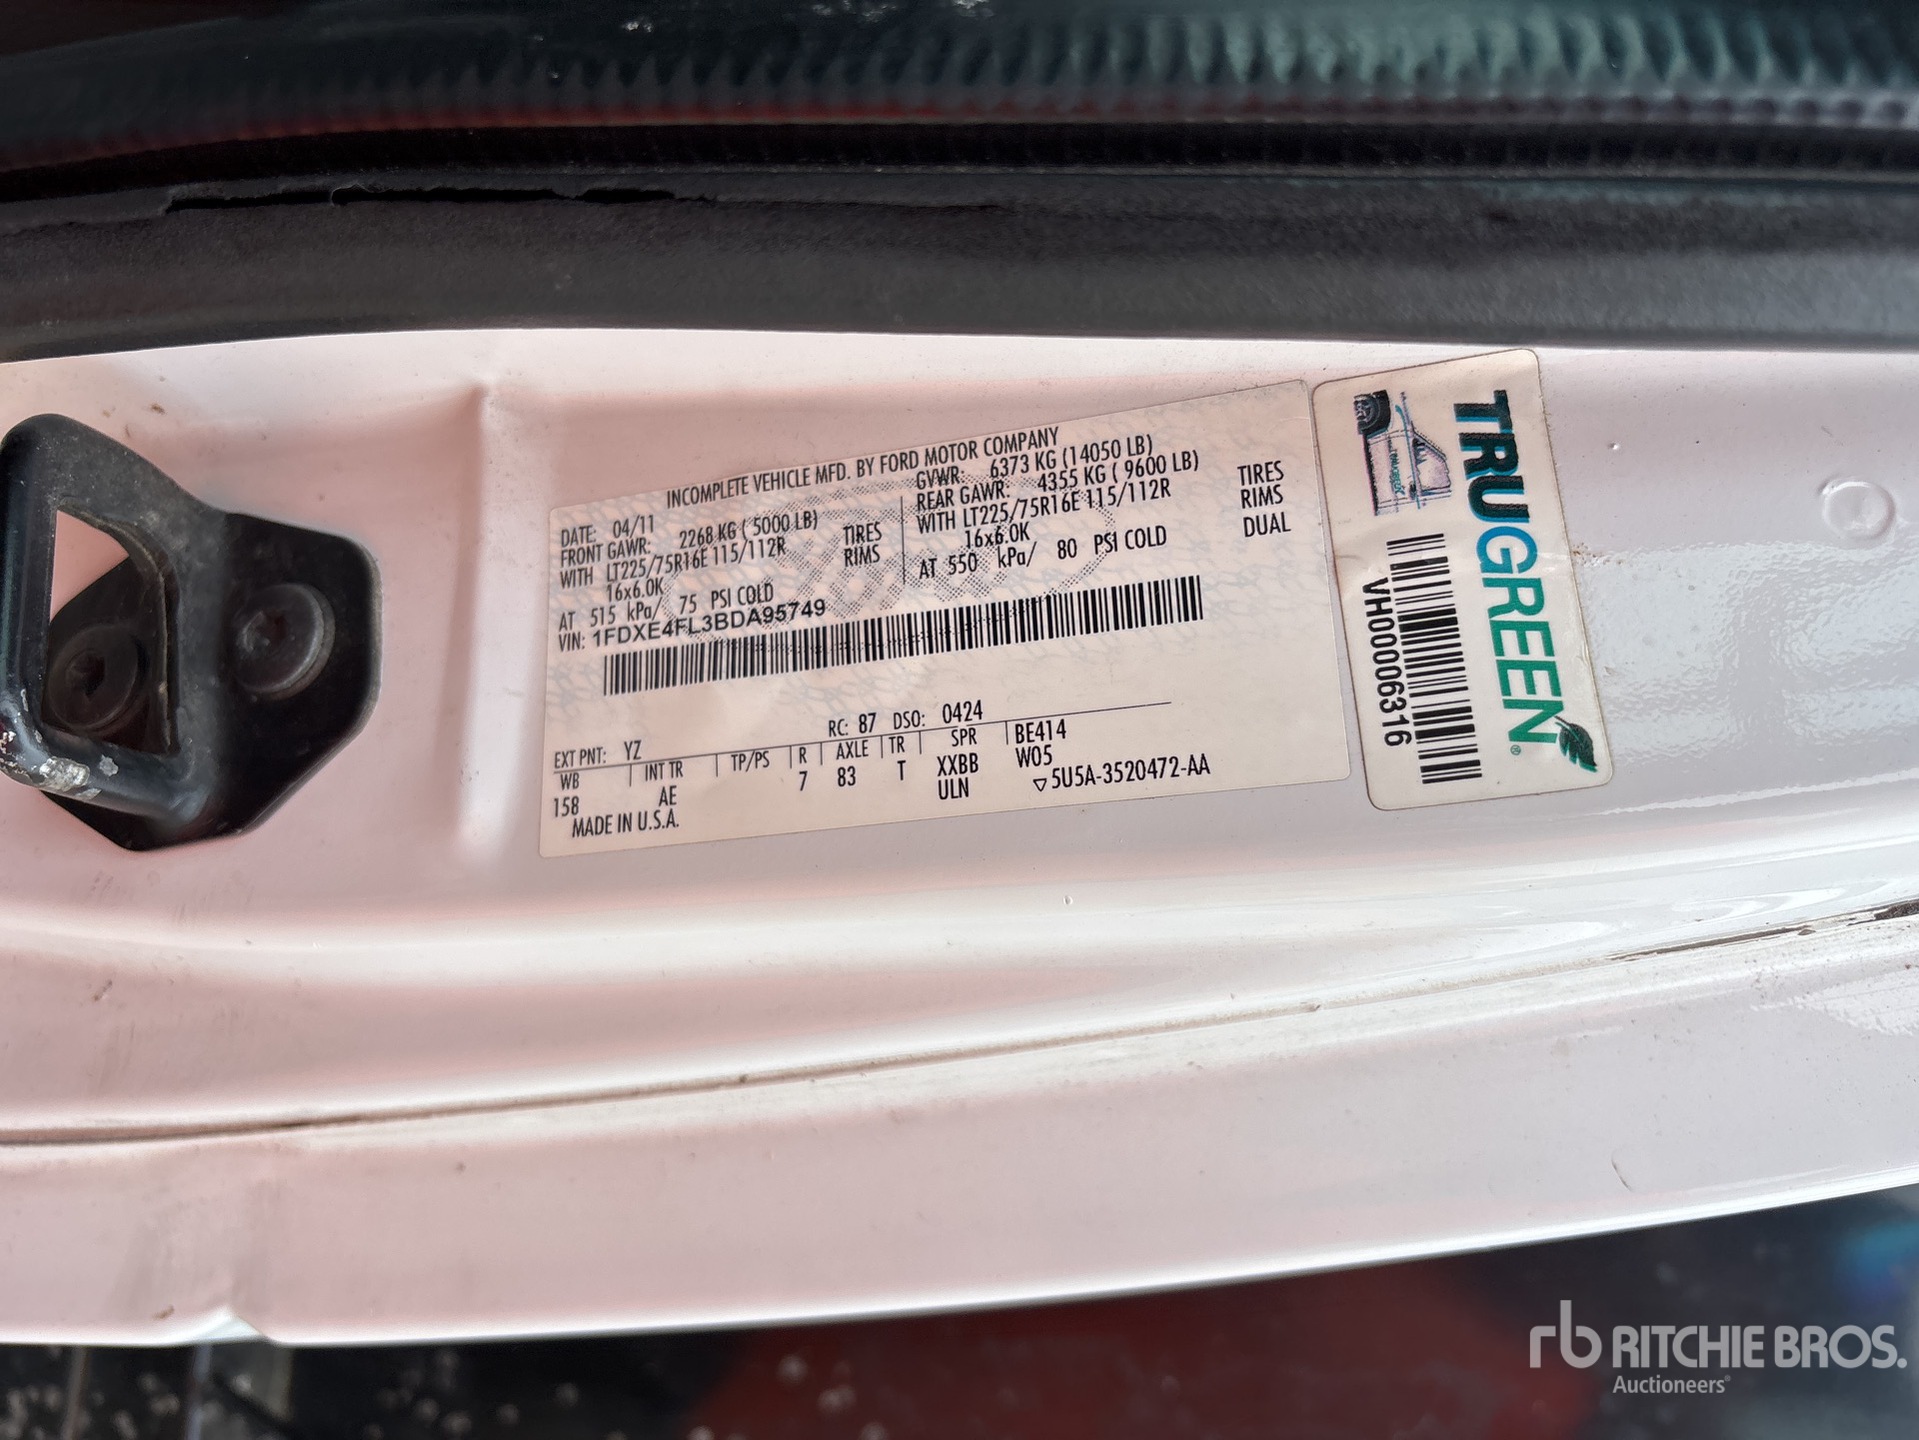 INCOMPLETE VEHICLE MFD. BY FORD MOTOR COMPANY
DATE: 04/11
GVWR: 6373 KG (14050 LB)
FRONT GAWR: 2268 KG ( 5000 LB)
WITH LT225/75R16E 115/112R TIRES
16x6.0K RIMS
AT 515 kPa/ 75 PSI COLD
REAR GAWR: 4355 KG ( 9600 LB)
WITH LT225/75R16E 115/112R TIRES
16x6.0K RIMS
AT 550 kPa/ 80 PSI COLD DUAL
VIN: 1FDXE4FL3BDA95749
EXT PNT: YZ RC: 87 DSO: 0424
WB INT TR TP/PS R AXLE TR SPR BE414
158 AE 7 83 T XXBB W05
ULN
MADE IN U.S.A. 5U5A-3520472-AA
TRUGREEN®
VH00006316
rb RITCHIE BROS.
Auctioneers®